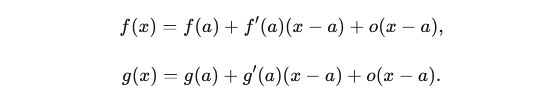 f(x) = f(a) + f′(a)(x − a) + o(x − a),
g(x) = g(a) + g′(a)(x − a) + o(x − a).